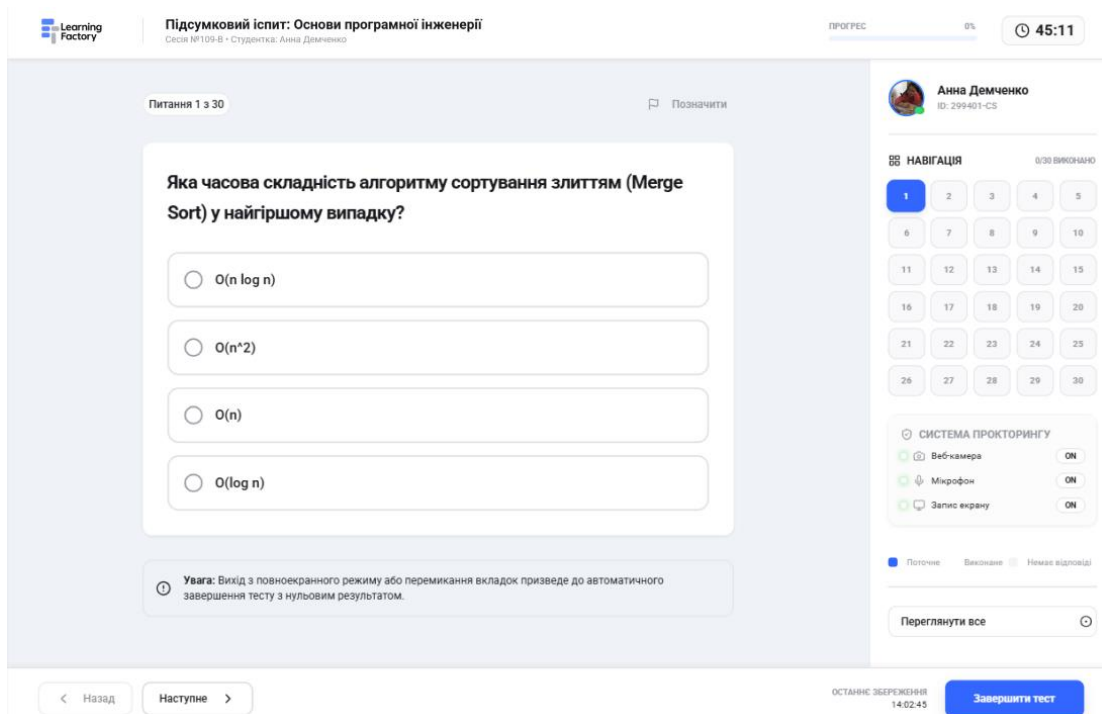 Learning
Factory
Підсумковий іспит: Основи програмної інженерії
Сесія №109-B • Студентка: Анна Демченко
ПРОГРЕС 0%
45:11
Питання 1 з 30
Позначити
Яка часова складність алгоритму сортування злиттям (Merge
Sort) у найгіршому випадку?
O(n log n)
O(n^2)
O(n)
O(log n)
Увага: Вихід з повноекранного режиму або перемикання вкладок призведе до автоматичного
завершення тесту з нульовим результатом.
Анна Демченко
ID: 299401-CS
НАВІГАЦІЯ 0/30 ВИКОНАНО
1 2 3 4 5
6 7 8 9 10
11 12 13 14 15
16 17 18 19 20
21 22 23 24 25
26 27 28 29 30
СИСТЕМА ПРОКТОРИНГУ
Веб-камера ON
Мікрофон ON
Запис екрану ON
Поточне Виконане Немає відповіді
Переглянути все
Назад
Наступне
ОСТАННЄ ЗБЕРЕЖЕННЯ
14:02:45
Завершити тест